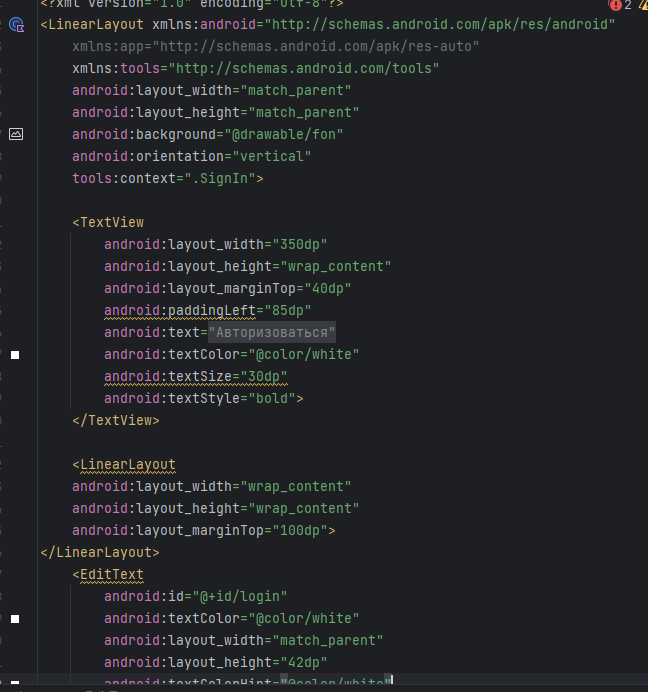 <?xml version="1.0" encoding="utf-8"?>
2
<LinearLayout xmlns:android="http://schemas.android.com/apk/res/android"
xmlns:app="http://schemas.android.com/apk/res-auto"
xmlns:tools="http://schemas.android.com/tools"
android:layout_width="match_parent"
android:layout_height="match_parent"
android:background="@drawable/fon"
android:orientation="vertical"
tools:context=".SignIn">
<TextView
android:layout_width="350dp"
android:layout_height="wrap_content"
android:layout_marginTop="40dp"
android:paddingLeft="85dp"
android:text="Авторизоваться"
android:textColor="@color/white"
android:textSize="30dp"
android:textStyle="bold">
</TextView>
<LinearLayout
android:layout_width="wrap_content"
android:layout_height="wrap_content"
android:layout_marginTop="100dp">
</LinearLayout>
<EditText
android:id="@+id/login"
android:textColor="@color/white"
android:layout_width="match_parent"
android:layout_height="42dp"
android:textColorHint="@color/white"